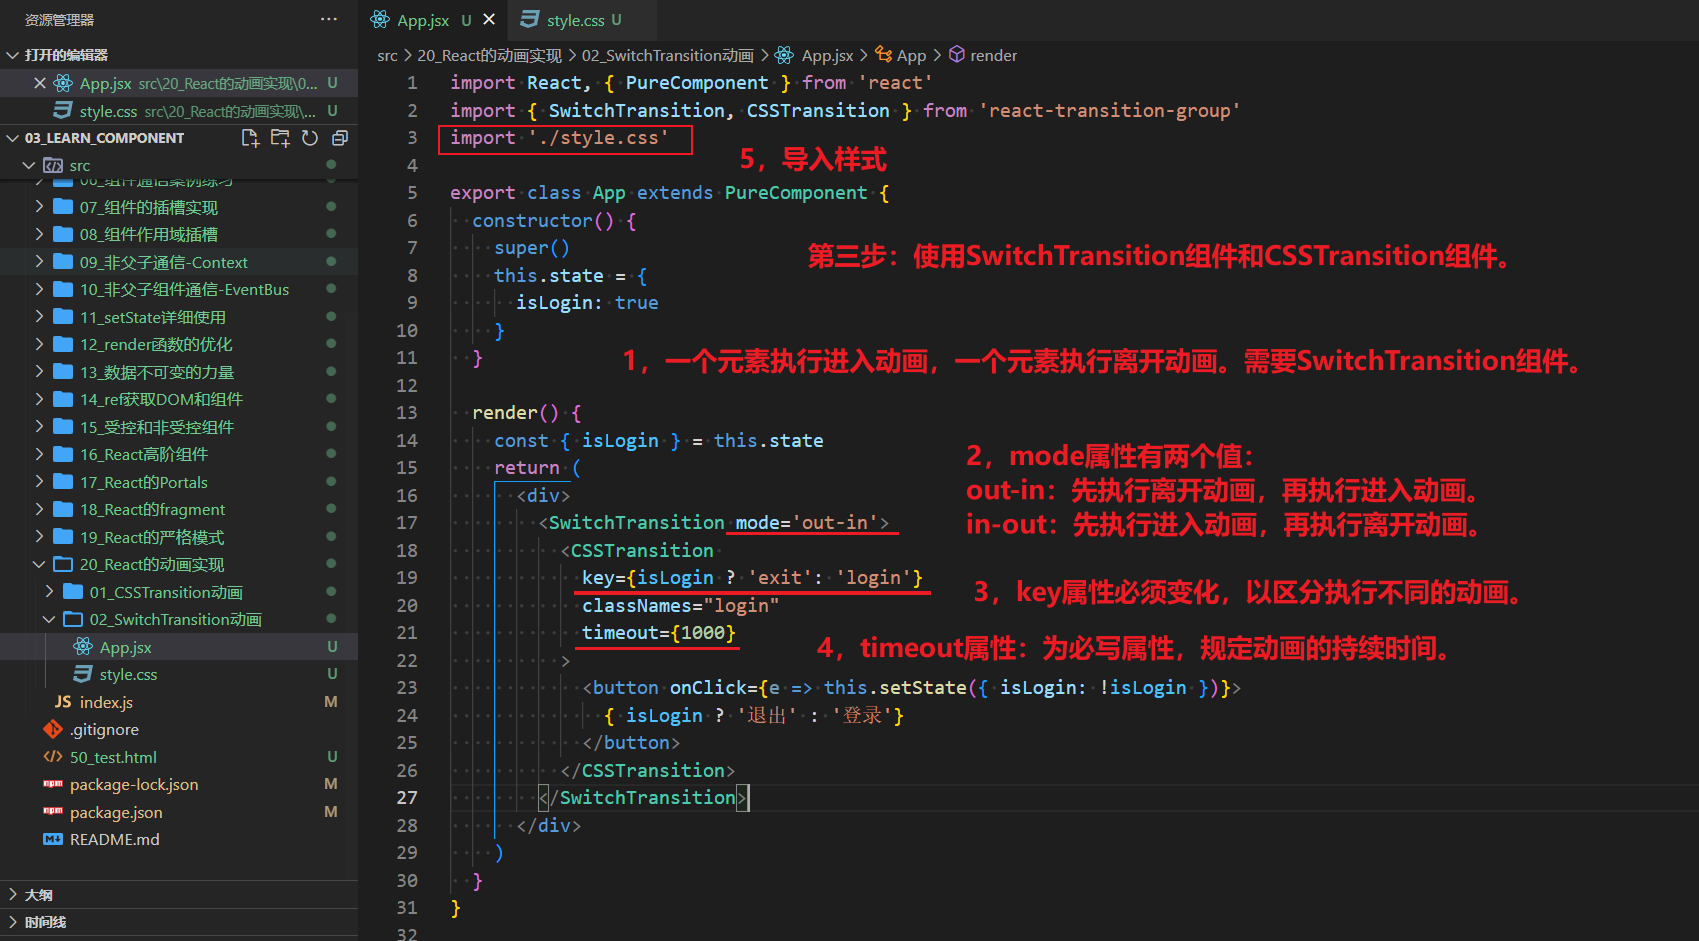 资源管理器
打开的编辑器
App.jsx src\20_React的动画实现\0... U
style.css src\20_React的动画实现\... U
03_LEARN_COMPONENT
src
06_组件通信案例练习
07_组件的插槽实现
08_组件作用域插槽
09_非父子通信-Context
10_非父子组件通信-EventBus
11_setState详细使用
12_render函数的优化
13_数据不可变的力量
14_ref获取DOM和组件
15_受控和非受控组件
16_React高阶组件
17_React的Portals
18_React的fragment
19_React的严格模式
20_React的动画实现
01_CSSTransition动画
02_SwitchTransition动画
App.jsx U
style.css U
JS index.js M
.gitignore
50_test.html U
package-lock.json M
package.json M
README.md
大纲
时间线
App.jsx U
style.css U
src > 20_React的动画实现 > 02_SwitchTransition动画 > App.jsx > App > render
1 import React, { PureComponent } from 'react'
2 import { SwitchTransition, CSSTransition } from 'react-transition-group'
3 import './style.css'
5，导入样式
4
5 export class App extends PureComponent {
6 constructor() {
7 super()
第三步：使用SwitchTransition组件和CSSTransition组件。
8 this.state = {
9 isLogin: true
10 }
11 }
1，一个元素执行进入动画，一个元素执行离开动画。需要SwitchTransition组件。
12
13 render() {
14 const { isLogin } = this.state
15 return (
2，mode属性有两个值：
16 <div>
out-in：先执行离开动画，再执行进入动画。
17 <SwitchTransition mode='out-in'>
in-out：先执行进入动画，再执行离开动画。
18 <CSSTransition
19 key={isLogin ? 'exit': 'login'}
3，key属性必须变化，以区分执行不同的动画。
20 classNames="login"
21 timeout={1000}
4，timeout属性：为必写属性，规定动画的持续时间。
22 >
23 <button onClick={e => this.setState({ isLogin: !isLogin })}>
24 { isLogin ? '退出' : '登录'}
25 </button>
26 </CSSTransition>
27 </SwitchTransition>
28 </div>
29 )
30 }
31 }
32